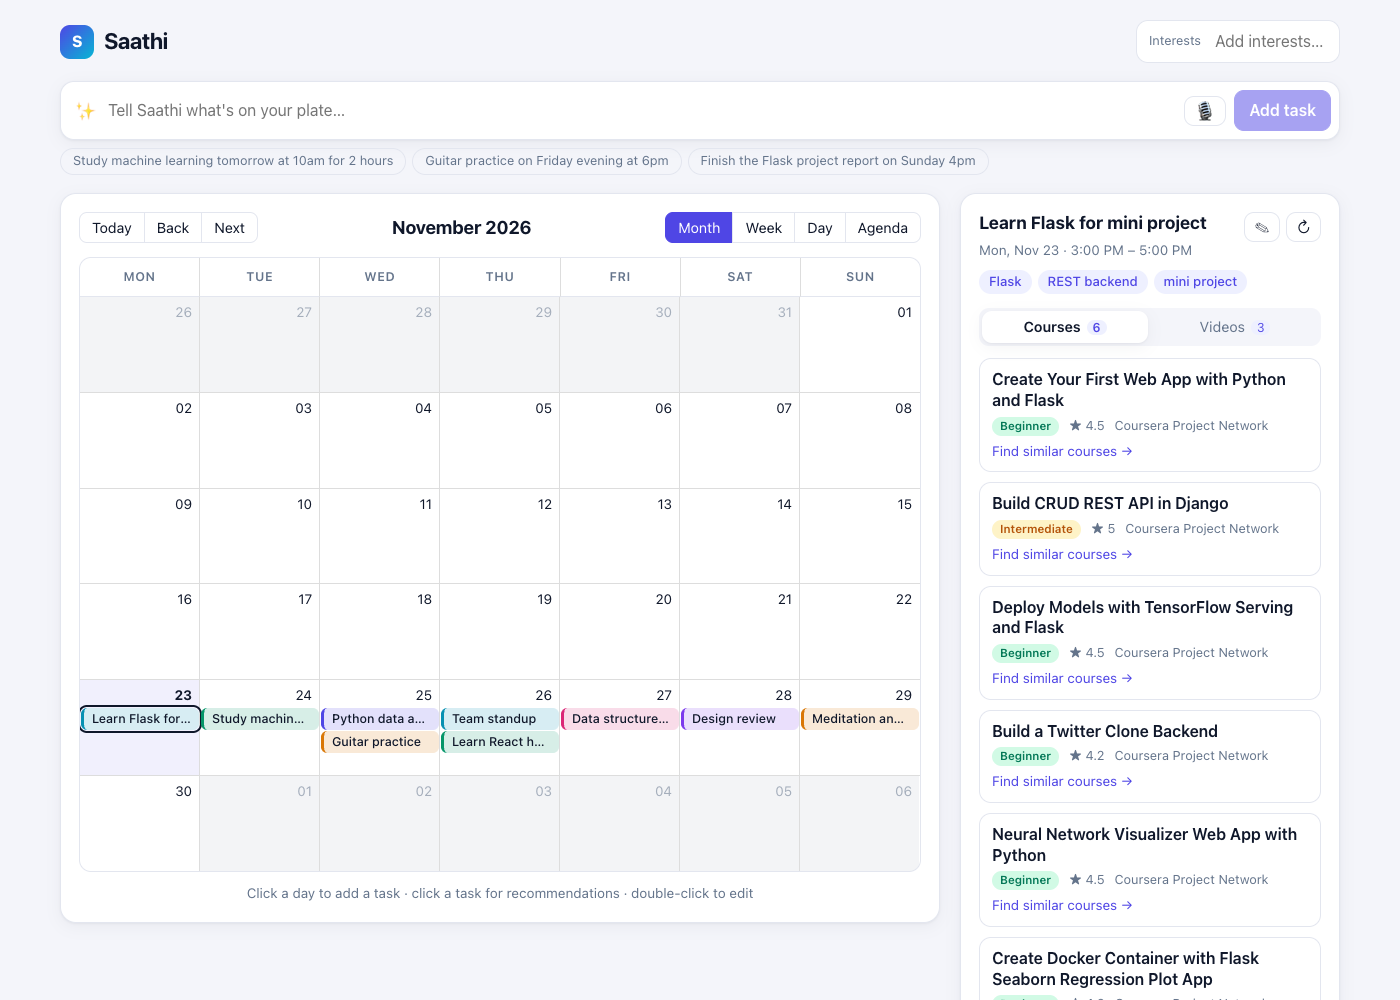 S Saathi
Interests Add interests...
Tell Saathi what's on your plate...
Add task
Study machine learning tomorrow at 10am for 2 hours
Guitar practice on Friday evening at 6pm
Finish the Flask project report on Sunday 4pm
Today Back Next
November 2026
Month Week Day Agenda
MON TUE WED THU FRI SAT SUN
26 27 28 29 30 31 01
02 03 04 05 06 07 08
09 10 11 12 13 14 15
16 17 18 19 20 21 22
23 24 25 26 27 28 29
Learn Flask for... Study machin... Python data a... Team standup Data structure... Design review Meditation an...
Guitar practice Learn React h...
30 01 02 03 04 05 06
Click a day to add a task · click a task for recommendations · double-click to edit
Learn Flask for mini project
Mon, Nov 23 · 3:00 PM – 5:00 PM
Flask REST backend mini project
Courses 6 Videos 3
Create Your First Web App with Python
and Flask
Beginner ★ 4.5 Coursera Project Network
Find similar courses →
Build CRUD REST API in Django
Intermediate ★ 5 Coursera Project Network
Find similar courses →
Deploy Models with TensorFlow Serving
and Flask
Beginner ★ 4.5 Coursera Project Network
Find similar courses →
Build a Twitter Clone Backend
Beginner ★ 4.2 Coursera Project Network
Find similar courses →
Neural Network Visualizer Web App with
Python
Beginner ★ 4.5 Coursera Project Network
Find similar courses →
Create Docker Container with Flask
Seaborn Regression Plot App